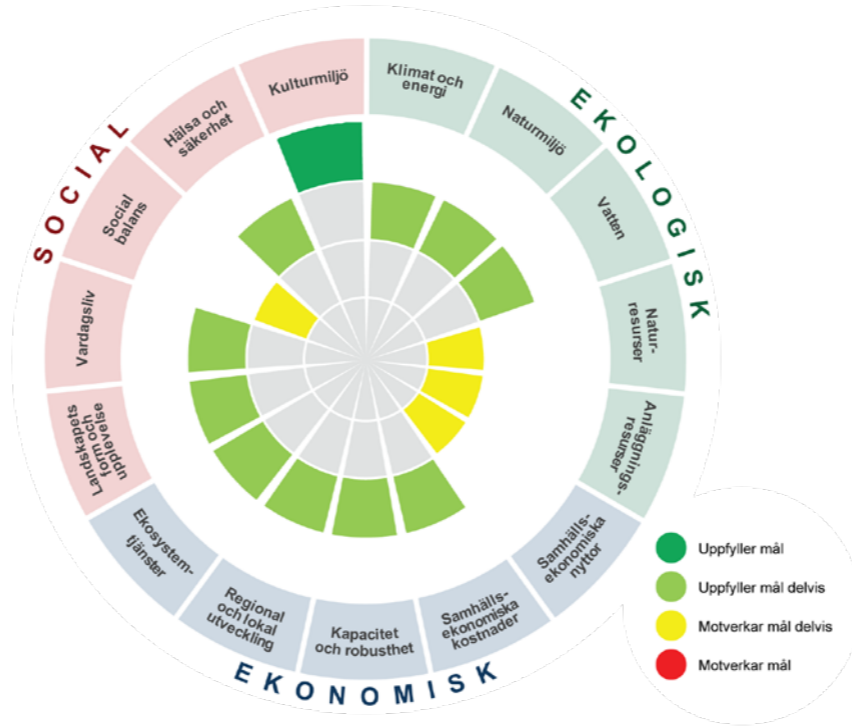 SOCIAL
EKOLOGISK
EKONOMISK
Kulturmiljö
Klimat och
energi
Naturmiljö
Vatten
Natur-
resurser
Anläggnings-
resurser
Samhälls-
ekonomiska
nyttor
Samhälls-
ekonomiska
kostnader
Kapacitet
och robusthet
Regional
och lokal
utveckling
Ekosystem-
tjänster
Landskapets
form och
upplevelse
Vardagsliv
Social
balans
Hälsa och
säkerhet
Uppfyller mål
Uppfyller mål delvis
Motverkar mål delvis
Motverkar mål